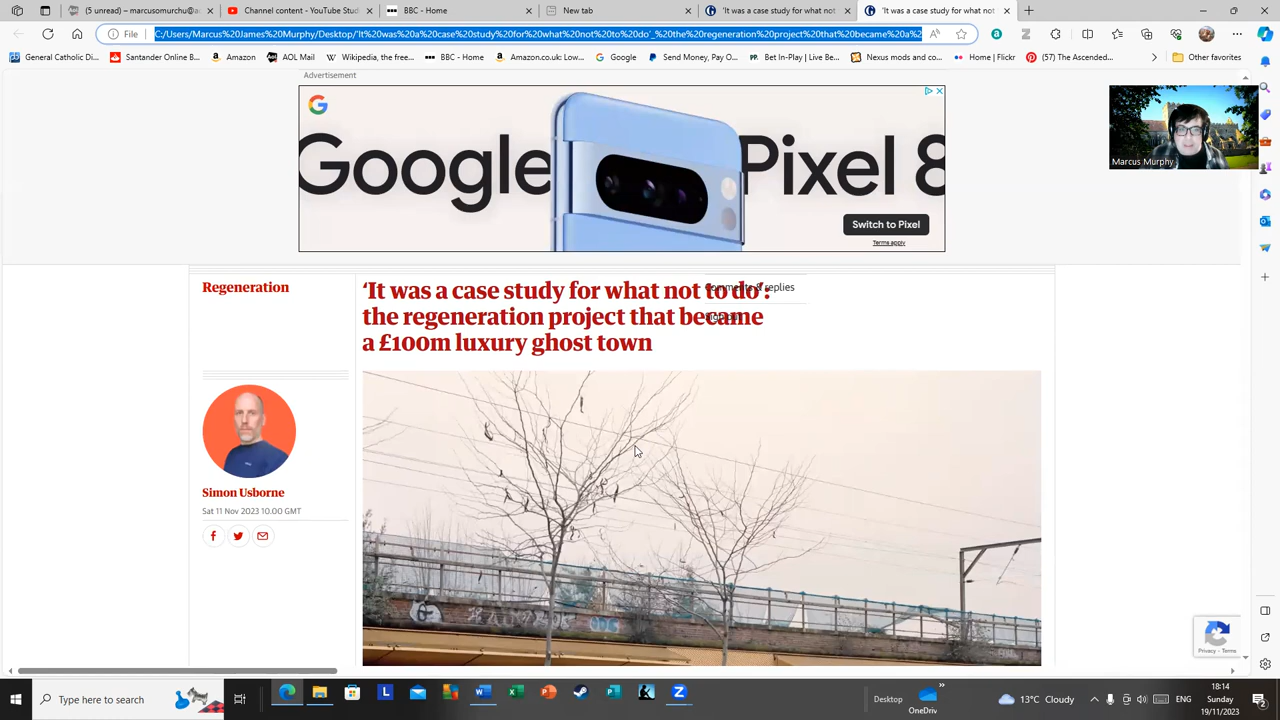 (5 unread) – marcusomurchu@a
Channel content - YouTube Stud
BBC - Home
New tab
'It was a case study for what not
'It was a case study for what not
File
C:/Users/Marcus%20James%20Murphy/Desktop/'It%20was%20a%20case%20study%20for%20what%20not%20to%20do'_%20the%20regeneration%20project%20that%20became%20a%2
General Catholic Di...
Santander Online B...
Amazon
AOL Mail
Wikipedia, the free...
BBC - Home
Amazon.co.uk: Low...
Google
Send Money, Pay O...
Bet In-Play | Live Be...
Nexus mods and co...
Home | Flickr
(57) The Ascended...
Other favorites
Advertisement
Google Pixel 8
Switch to Pixel
Terms apply
Marcus Murphy
Regeneration
'It was a case study for what not to do':
the regeneration project that became
a £100m luxury ghost town
Comments & replies
Sign out
Simon Usborne
Sat 11 Nov 2023 10.00 GMT
Privacy - Terms
Type here to search
Desktop
OneDriv
13°C Cloudy
ENG
18:14
Sunday
19/11/2023
2